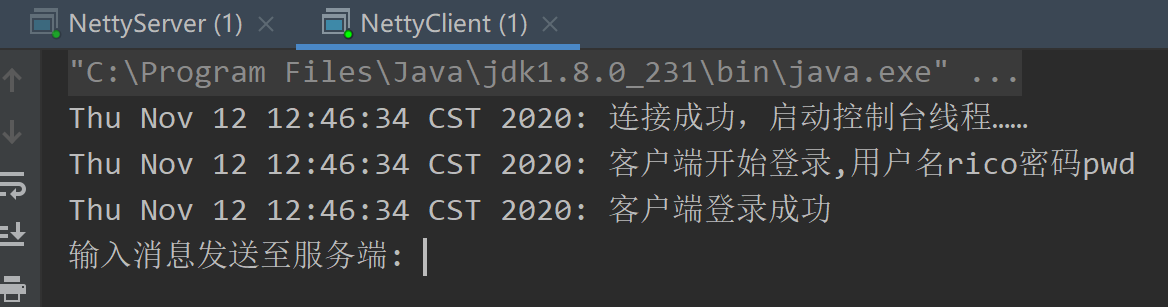 NettyServer (1) × NettyClient (1) ×
"C:\Program Files\Java\jdk1.8.0_231\bin\java.exe" ...
Thu Nov 12 12:46:34 CST 2020: 连接成功，启动控制台线程……
Thu Nov 12 12:46:34 CST 2020: 客户端开始登录,用户名rico密码pwd
Thu Nov 12 12:46:34 CST 2020: 客户端登录成功
输入消息发送至服务端: